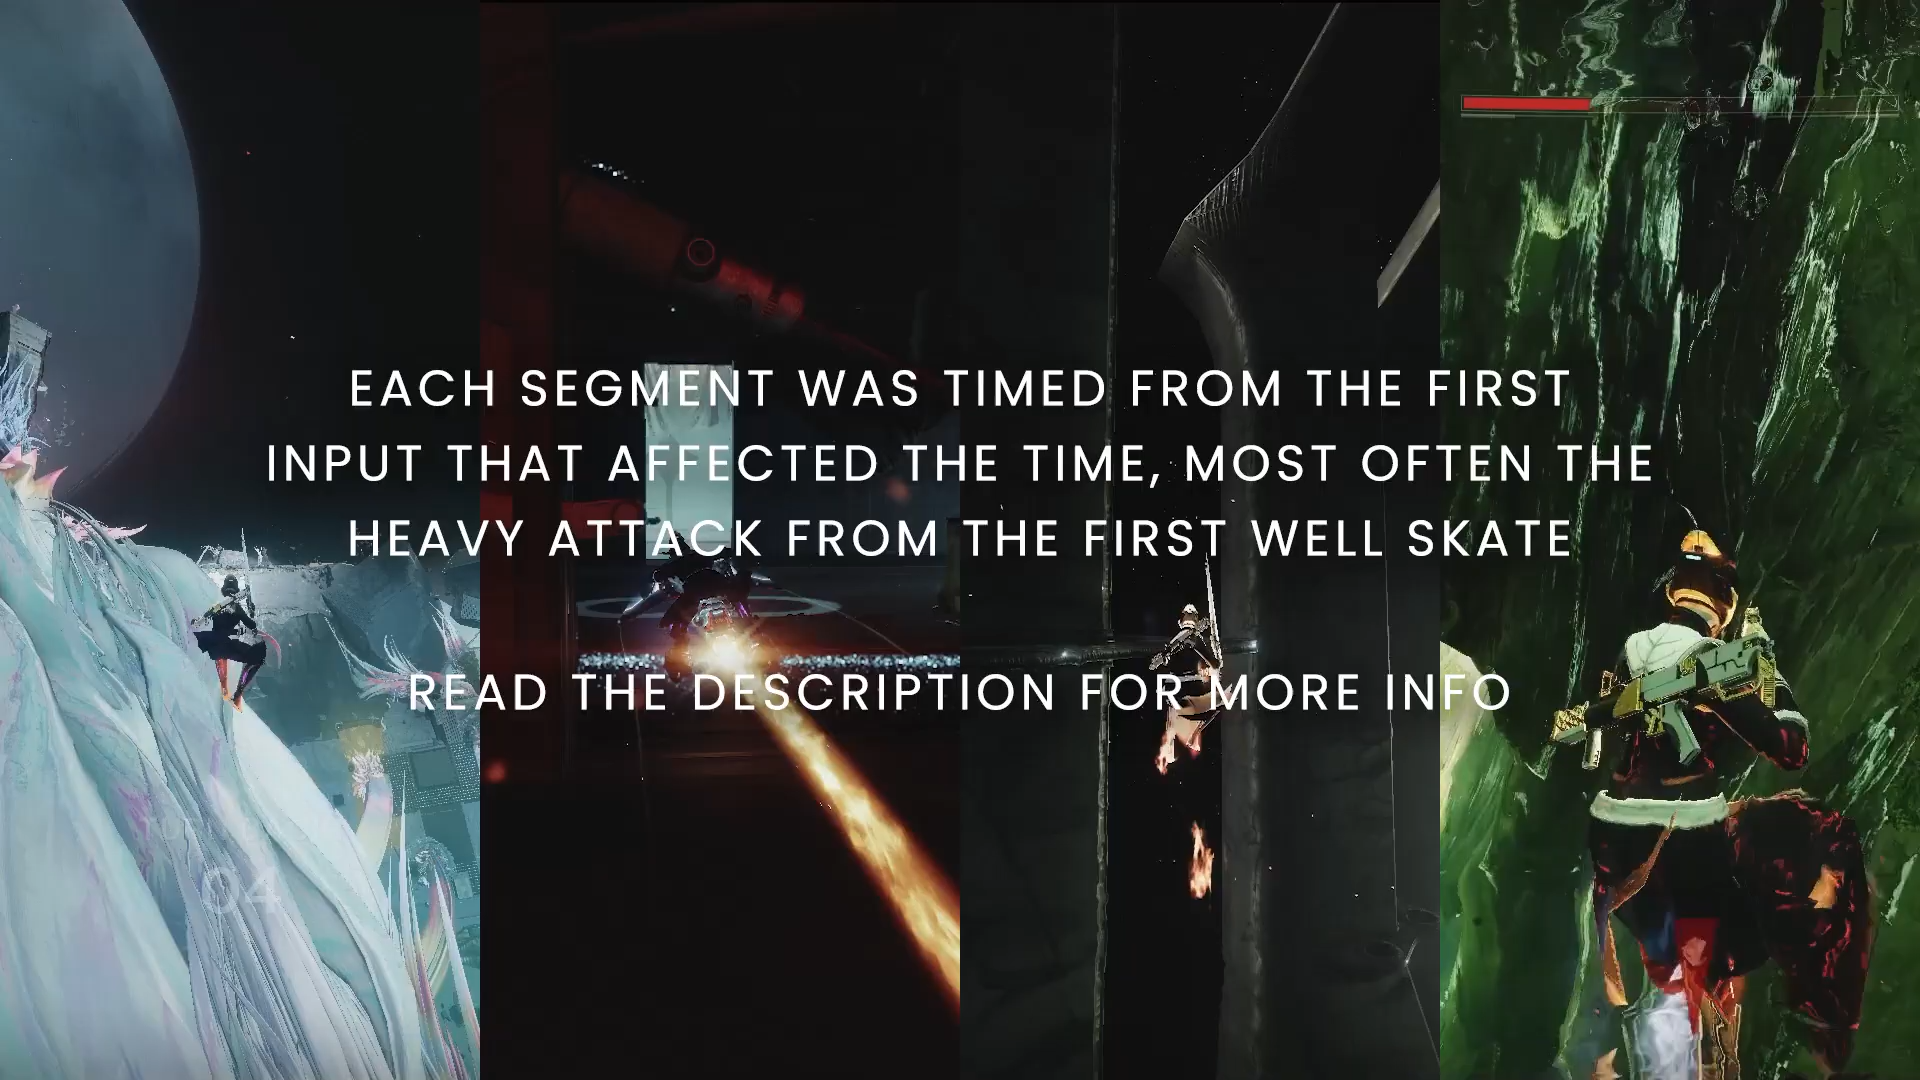 EACH SEGMENT WAS TIMED FROM THE FIRST
INPUT THAT AFFECTED THE TIME, MOST OFTEN THE
HEAVY ATTACK FROM THE FIRST WELL SKATE
READ THE DESCRIPTION FOR MORE INFO
04